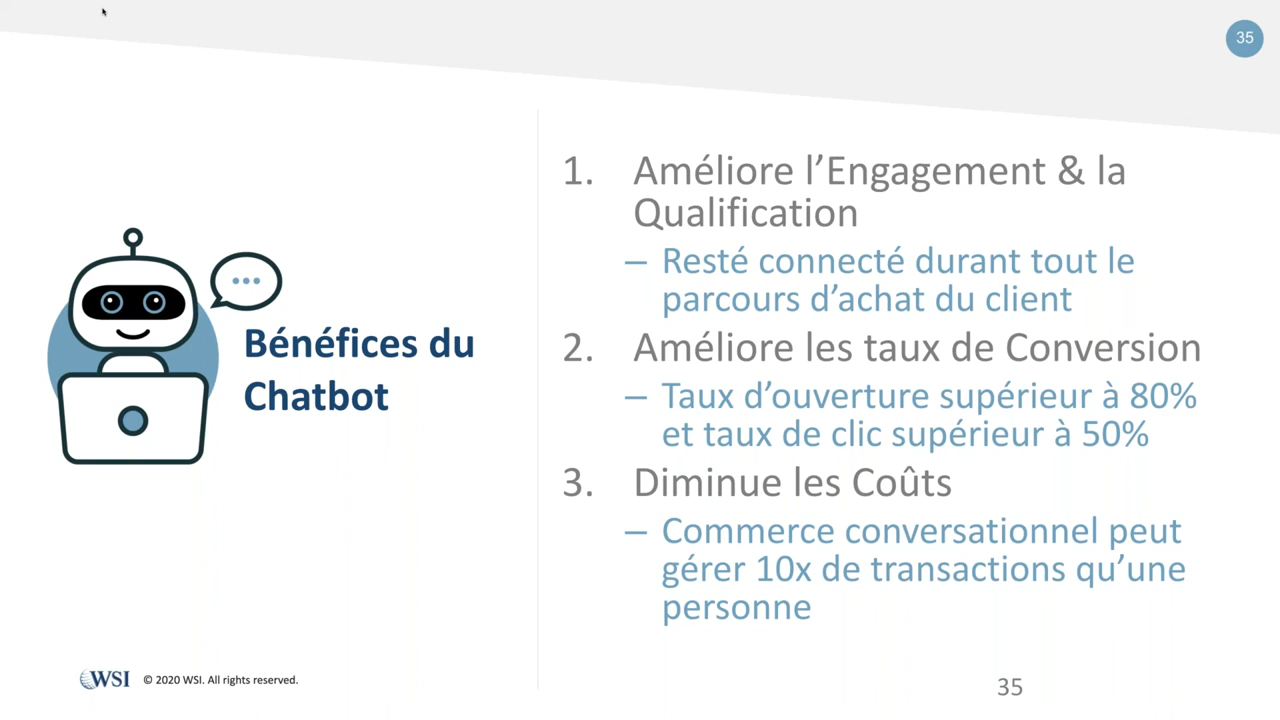 35
Bénéfices du
Chatbot
1. Améliore l’Engagement & la
Qualification
– Resté connecté durant tout le
parcours d’achat du client
2. Améliore les taux de Conversion
– Taux d’ouverture supérieur à 80%
et taux de clic supérieur à 50%
3. Diminue les Coûts
– Commerce conversationnel peut
gérer 10x de transactions qu’une
personne
WSI © 2020 WSI. All rights reserved.
35